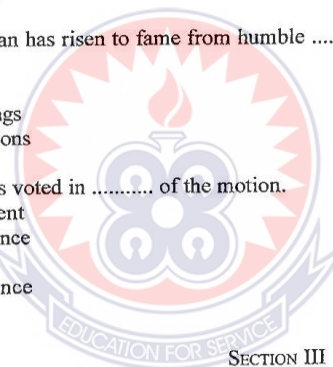 an has risen to fame from humble ....
gs
ons
s voted in ........... of the motion.
ent
nce
nce
EDUCATION FOR SERVICE
SECTION III